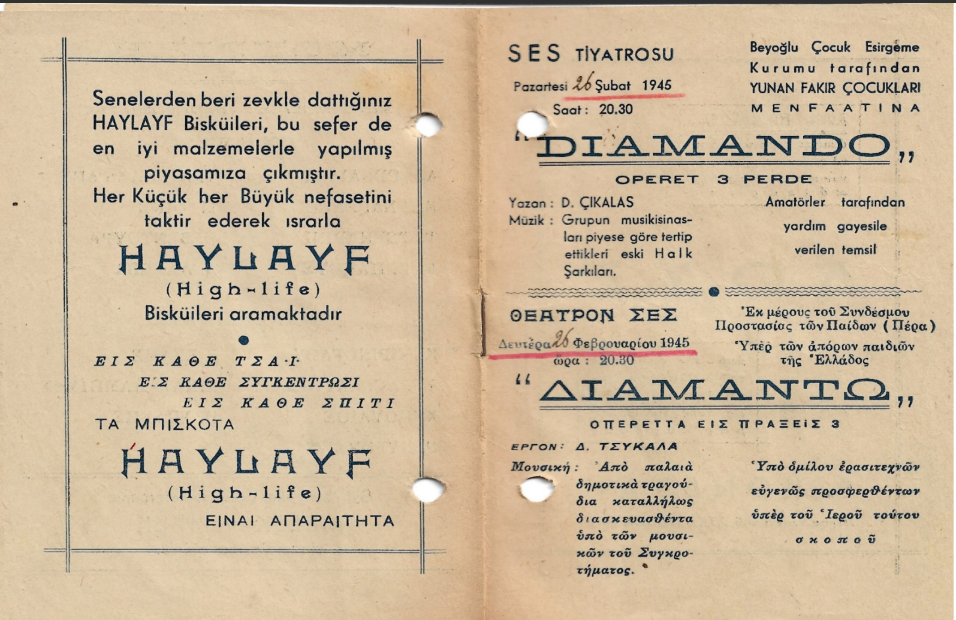 Senelerden beri zevkle dattığınız
HAYLAYF Bisküileri, bu sefer de
en iyi malzemelerle yapılmış
piyasamıza çıkmıştır.
Her Küçük her Büyük nefasetini
taktir ederek ısrarla
HAYLAYF
(High-life)
Bisküileri aramaktadır
ΕΙΣ ΚΑΘΕ ΤΣΑ·Ι·
ΕΙΣ ΚΑΘΕ ΣΥΓΚΕΝΤΡΩΣΙ
ΕΙΣ ΚΑΘΕ ΣΠΙΤΙ
ΤΑ ΜΠΙΣΚΟΤΑ
HAYLAYF
(High-life)
ΕΙΝΑΙ ΑΠΑΡΑΙΤΗΤΑ
SES TİYATROSU
Pazartesi 26 Şubat 1945
Saat: 20.30
Beyoğlu Çocuk Esirgeme
Kurumu tarafından
YUNAN FAKIR ÇOCUKLARI
MENFAATINA
“DIAMANDO„
OPERET 3 PERDE
Yazan : D. ÇIKALAS
Müzik : Grupun musikisinas-
ları piyese göre tertip
ettikleri eski Halk
Şarkıları.
Amatörler tarafından
yardım gayesile
verilen temsil
ΘΕΑΤΡΟΝ ΣΕΣ
Δευτέρα 26 Φεβρουαρίου 1945
ὥρα : 20.30
Ἐκ μέρους τοῦ Συνδέσμου
Προστασίας τῶν Παίδων (Πέρα)
Ὑπὲρ τῶν ἀπόρων παιδιῶν
τῆς Ἑλλάδος
“ΔΙΑΜΑΝΤΩ„
ΟΠΕΡΕΤΤΑ ΕΙΣ ΠΡΑΞΕΙΣ 3
ΕΡΓΟΝ: Δ. ΤΣΥΚΑΛΑ
Μουσική : Ἀπὸ παλαιὰ
δημοτικὰ τραγού-
δια καταλλήλως
διασκευασθέντα
ὑπὸ τῶν μουσι-
κῶν τοῦ Συγκρο-
τήματος.
Ὑπὸ ὁμίλου ἐρασιτεχνῶν
εὐγενῶς προσφερθέντων
ὑπὲρ τοῦ Ἱεροῦ τούτου
σκοποῦ